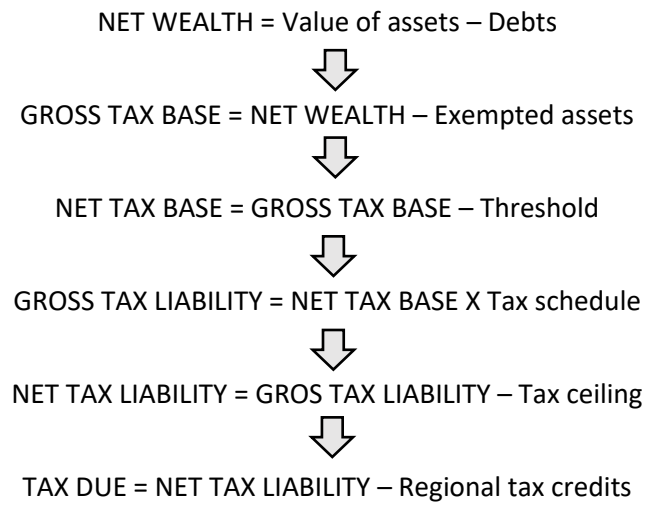 NET WEALTH = Value of assets – Debts
GROSS TAX BASE = NET WEALTH – Exempted assets
NET TAX BASE = GROSS TAX BASE – Threshold
GROSS TAX LIABILITY = NET TAX BASE X Tax schedule
NET TAX LIABILITY = GROS TAX LIABILITY – Tax ceiling
TAX DUE = NET TAX LIABILITY – Regional tax credits